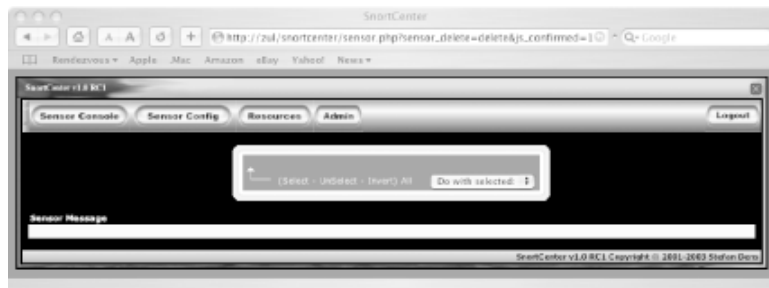 SnortCenter
http://zul/snortcenter/sensor.php?sensor_delete=delete&js_confirmed=1
Google
Rendezvous Apple .Mac Amazon eBay Yahoo! News
SnortCenter v1.0 RC1
Sensor Console Sensor Config Resources Admin Logout
(Select - UnSelect - Invert) All Do with selected:
Sensor Message
SnortCenter v1.0 RC1 Copyright © 2001-2003 Stefan Dens